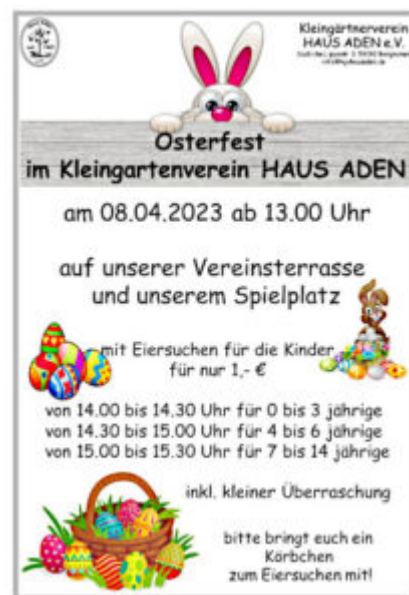 Kleingärtnerverein
HAUS ADEN e.V.
Osterfest
im Kleingartenverein HAUS ADEN
am 08.04.2023 ab 13.00 Uhr
auf unserer Vereinsterrasse
und unserem Spielplatz
mit Eiersuchen für die Kinder
für nur 1,- €
von 14.00 bis 14.30 Uhr für 0 bis 3 jährige
von 14.30 bis 15.00 Uhr für 4 bis 6 jährige
von 15.00 bis 15.30 Uhr für 7 bis 14 jährige
inkl. kleiner Überraschung
bitte bringt euch ein
Körbchen
zum Eiersuchen mit!